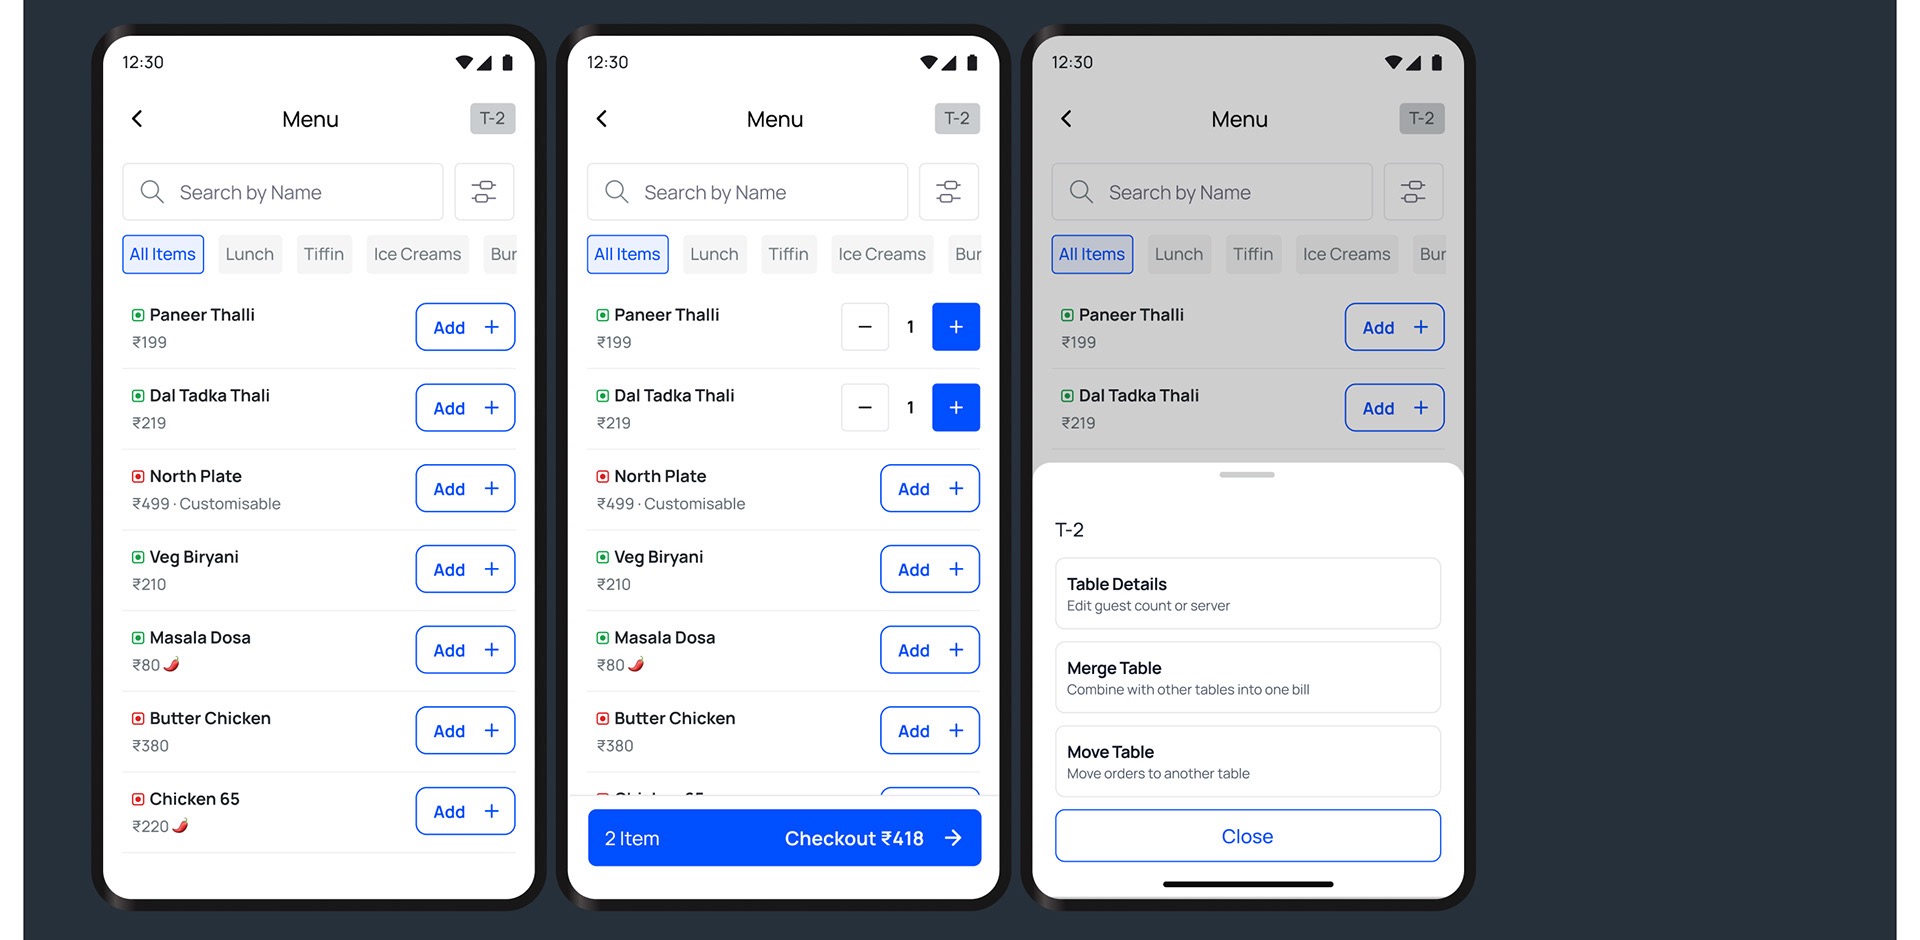 12:30
Menu
T-2
Search by Name
All Items
Lunch
Tiffin
Ice Creams
Bur
Paneer Thalli
Add +
₹199
Dal Tadka Thali
Add +
₹219
North Plate
Add +
₹499 · Customisable
Veg Biryani
Add +
₹210
Masala Dosa
Add +
₹80
Butter Chicken
Add +
₹380
Chicken 65
Add +
₹220
12:30
Menu
T-2
Search by Name
All Items
Lunch
Tiffin
Ice Creams
Bur
Paneer Thalli
− 1 +
₹199
Dal Tadka Thali
− 1 +
₹219
North Plate
Add +
₹499 · Customisable
Veg Biryani
Add +
₹210
Masala Dosa
Add +
₹80
Butter Chicken
Add +
₹380
2 Item
Checkout ₹418
12:30
Menu
T-2
Search by Name
All Items
Lunch
Tiffin
Ice Creams
Bur
Paneer Thalli
Add +
₹199
Dal Tadka Thali
Add +
₹219
T-2
Table Details
Edit guest count or server
Merge Table
Combine with other tables into one bill
Move Table
Move orders to another table
Close